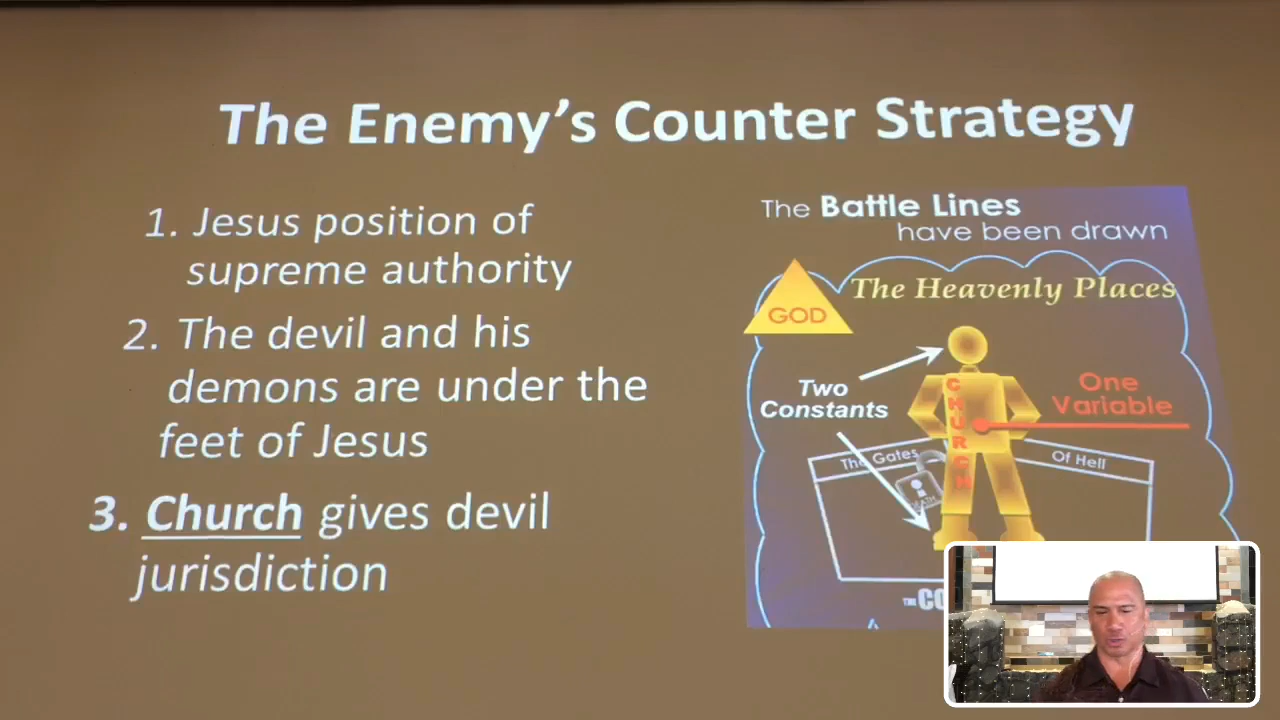 The Enemy's Counter Strategy
1. Jesus position of
supreme authority
2. The devil and his
demons are under the
feet of Jesus
3. Church gives devil
jurisdiction
The Battle Lines
have been drawn
The Heavenly Places
GOD
Two
Constants
CHURCH
One
Variable
The Gates
Of Hell
DEATH
THE